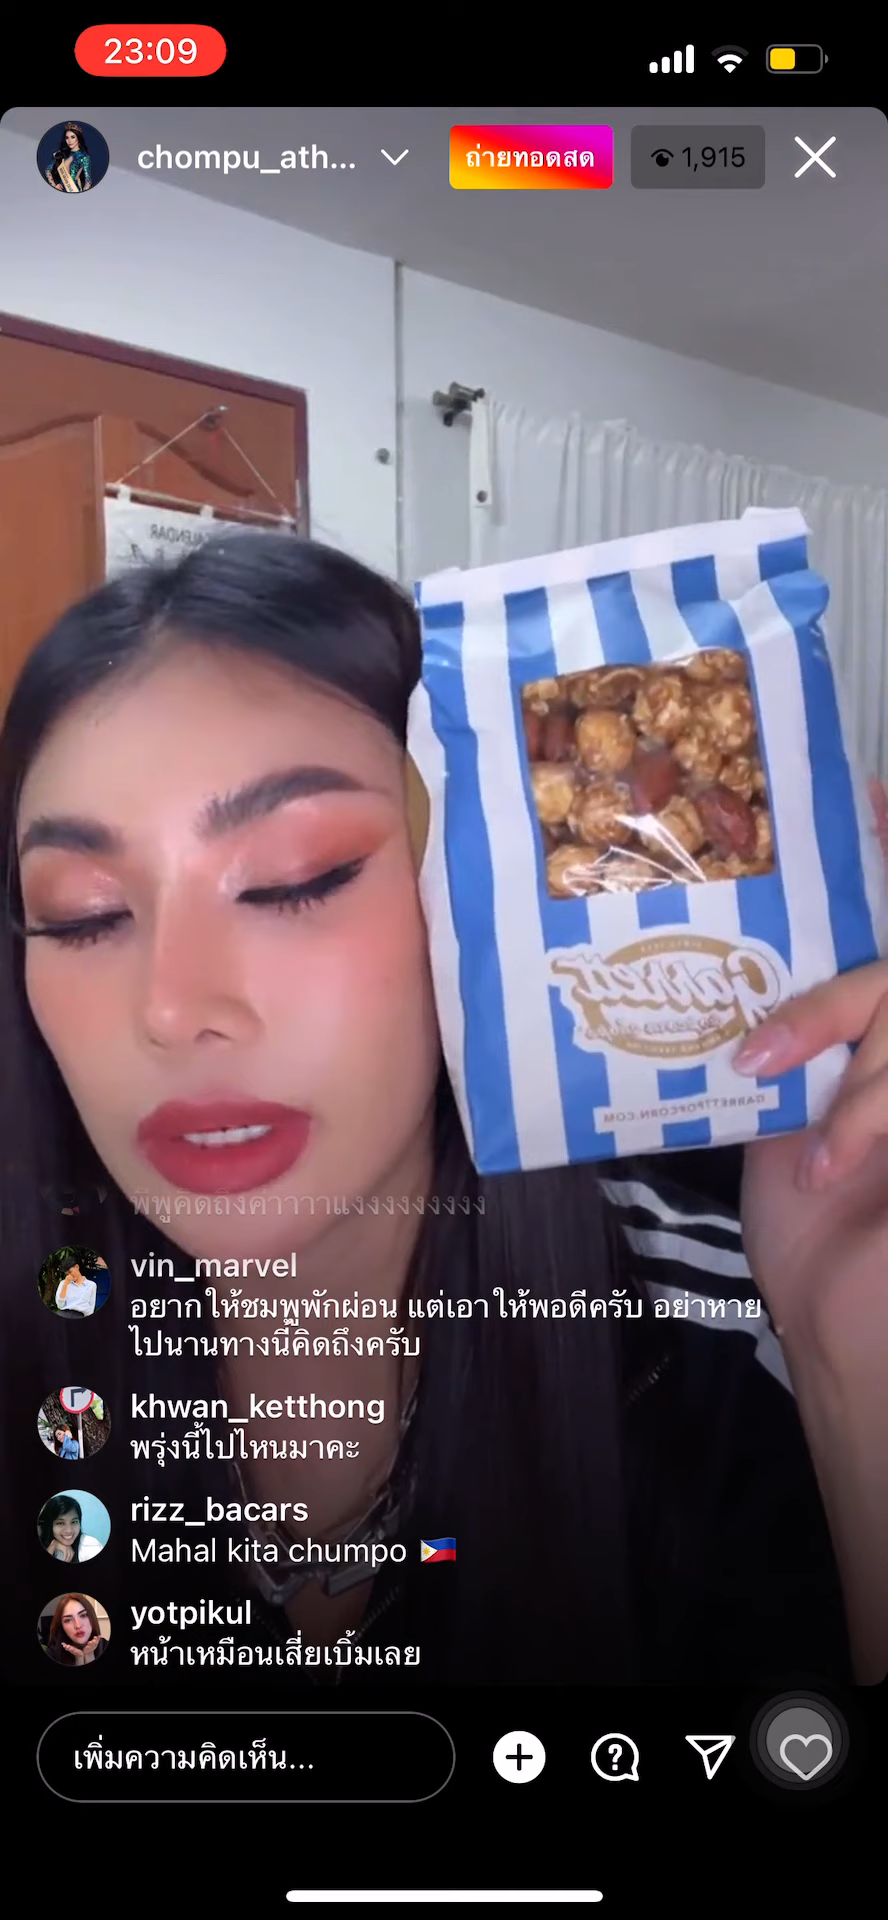 23:09
chompu_ath...
ถ่ายทอดสด
1,915
CALENDAR
Garrett
GARRETTPOPCORN.COM
พี่พูคิดถึงค่าาาาแงงงงงงงงง
vin_marvel
อยากให้ชมพูพักผ่อน แต่เอาให้พอดีครับ อย่าหาย
ไปนานทางนี้คิดถึงครับ
khwan_ketthong
พรุ่งนี้ไปไหนมาคะ
rizz_bacars
Mahal kita chumpo 🇵🇭
yotpikul
หน้าเหมือนเสี่ยเบิ้มเลย
เพิ่มความคิดเห็น...